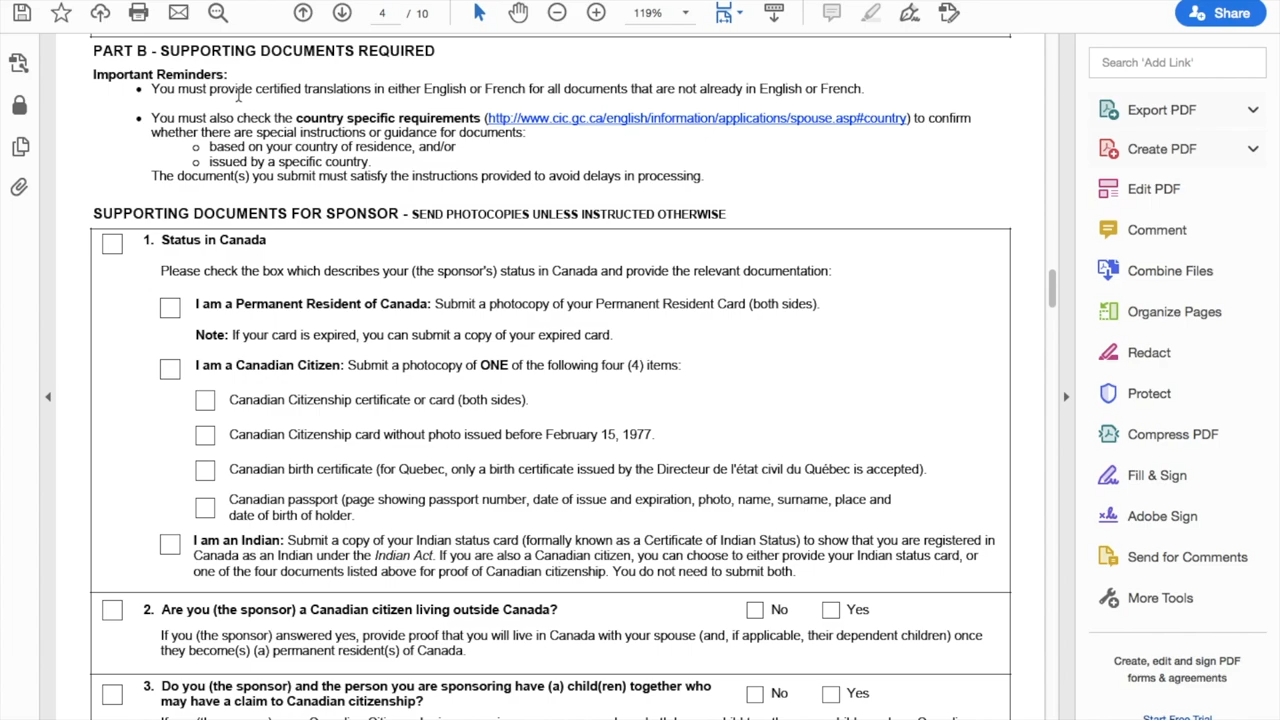 4 / 10
119%
Share
PART B - SUPPORTING DOCUMENTS REQUIRED
Important Reminders:
• You must provide certified translations in either English or French for all documents that are not already in English or French.
• You must also check the country specific requirements (http://www.cic.gc.ca/english/information/applications/spouse.asp#country) to confirm
whether there are special instructions or guidance for documents:
o based on your country of residence, and/or
o issued by a specific country.
The document(s) you submit must satisfy the instructions provided to avoid delays in processing.
SUPPORTING DOCUMENTS FOR SPONSOR - SEND PHOTOCOPIES UNLESS INSTRUCTED OTHERWISE
1. Status in Canada
Please check the box which describes your (the sponsor's) status in Canada and provide the relevant documentation:
I am a Permanent Resident of Canada: Submit a photocopy of your Permanent Resident Card (both sides).
Note: If your card is expired, you can submit a copy of your expired card.
I am a Canadian Citizen: Submit a photocopy of ONE of the following four (4) items:
Canadian Citizenship certificate or card (both sides).
Canadian Citizenship card without photo issued before February 15, 1977.
Canadian birth certificate (for Quebec, only a birth certificate issued by the Directeur de l'état civil du Québec is accepted).
Canadian passport (page showing passport number, date of issue and expiration, photo, name, surname, place and
date of birth of holder.
I am an Indian: Submit a copy of your Indian status card (formally known as a Certificate of Indian Status) to show that you are registered in
Canada as an Indian under the Indian Act. If you are also a Canadian citizen, you can choose to either provide your Indian status card, or
one of the four documents listed above for proof of Canadian citizenship. You do not need to submit both.
2. Are you (the sponsor) a Canadian citizen living outside Canada? No Yes
If you (the sponsor) answered yes, provide proof that you will live in Canada with your spouse (and, if applicable, their dependent children) once
they become(s) (a) permanent resident(s) of Canada.
3. Do you (the sponsor) and the person you are sponsoring have (a) child(ren) together who No Yes
may have a claim to Canadian citizenship?
Search 'Add Link'
Export PDF
Create PDF
Edit PDF
Comment
Combine Files
Organize Pages
Redact
Protect
Compress PDF
Fill & Sign
Adobe Sign
Send for Comments
More Tools
Create, edit and sign PDF
forms & agreements
Start Free Trial